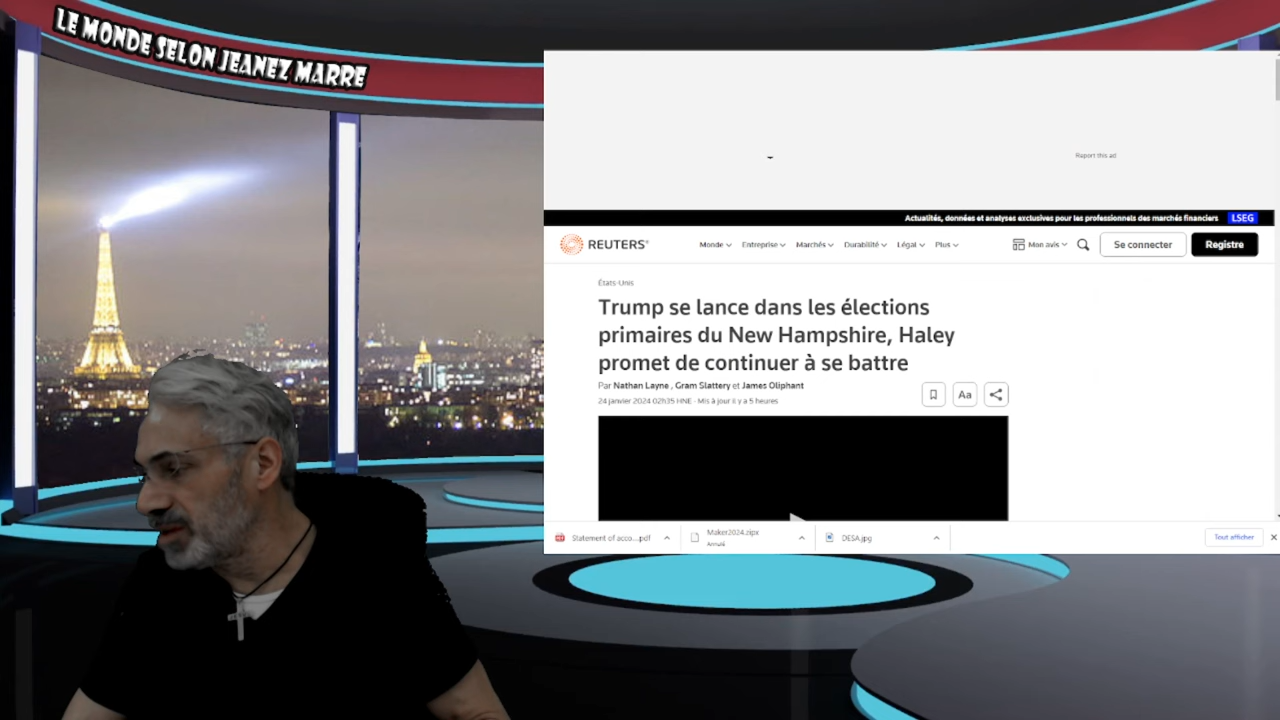 LE MONDE SELON JEANEZ MARRE
Report this ad
Actualités, données et analyses exclusives pour les professionnels des marchés financiers LSEG
REUTERS®
Monde Entreprise Marchés Durabilité Légal Plus
Mon avis
Se connecter
Registre
États-Unis
Trump se lance dans les élections
primaires du New Hampshire, Haley
promet de continuer à se battre
Par Nathan Layne , Gram Slattery et James Oliphant
24 janvier 2024 02h35 HNE · Mis à jour il y a 5 heures
Aa
Statement of acco....pdf
Maker2024.zipx
Annulé
DESA.jpg
Tout afficher